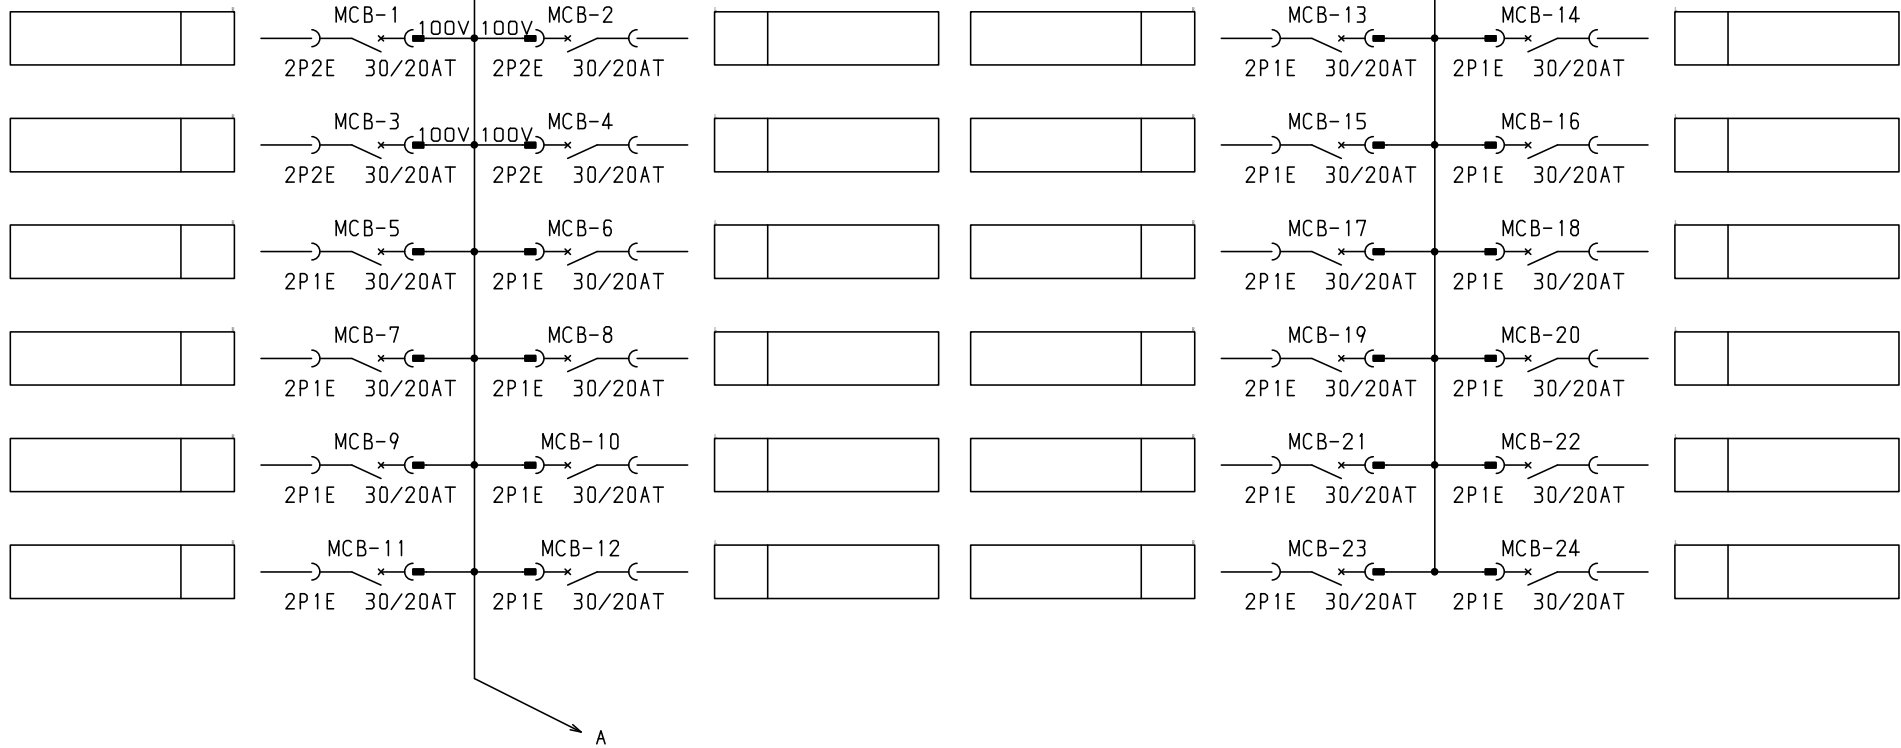 MCB-1 100V 100V MCB-2 MCB-13 MCB-14
2P2E 30/20AT 2P2E 30/20AT 2P1E 30/20AT 2P1E 30/20AT
MCB-3 100V 100V MCB-4 MCB-15 MCB-16
2P2E 30/20AT 2P2E 30/20AT 2P1E 30/20AT 2P1E 30/20AT
MCB-5 MCB-6 MCB-17 MCB-18
2P1E 30/20AT 2P1E 30/20AT 2P1E 30/20AT 2P1E 30/20AT
MCB-7 MCB-8 MCB-19 MCB-20
2P1E 30/20AT 2P1E 30/20AT 2P1E 30/20AT 2P1E 30/20AT
MCB-9 MCB-10 MCB-21 MCB-22
2P1E 30/20AT 2P1E 30/20AT 2P1E 30/20AT 2P1E 30/20AT
MCB-11 MCB-12 MCB-23 MCB-24
2P1E 30/20AT 2P1E 30/20AT 2P1E 30/20AT 2P1E 30/20AT
A